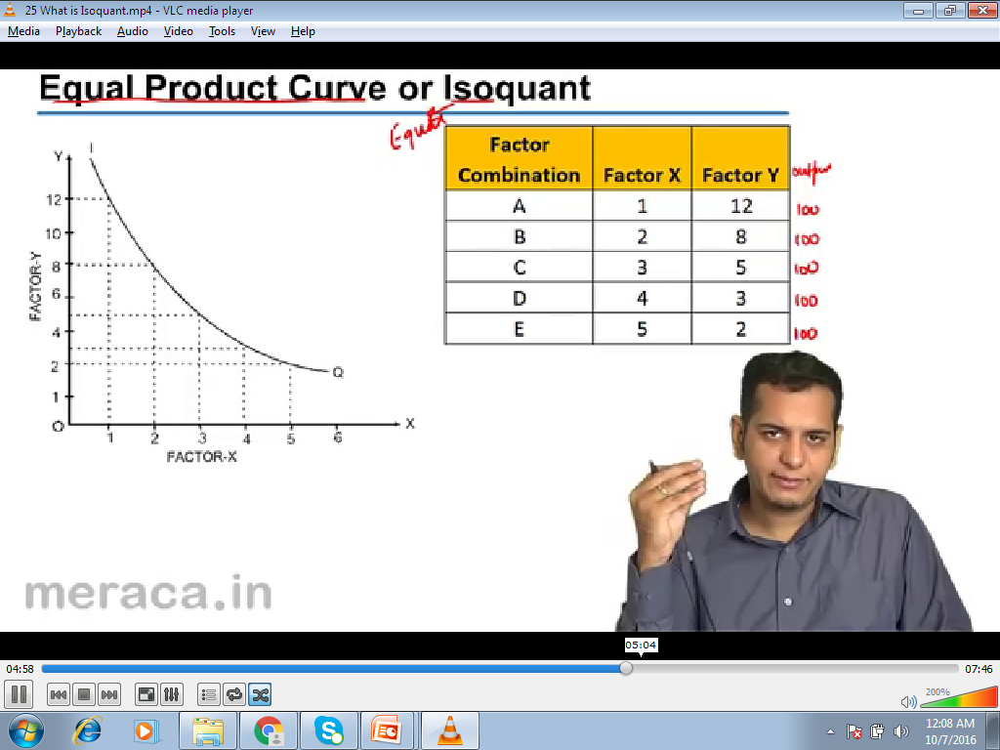 25 What is Isoquant.mp4 - VLC media player
Media Playback Audio Video Tools View Help
Equal Product Curve or Isoquant
Equal
Factor Combination Factor X Factor Y output
A 1 12 100
B 2 8 100
C 3 5 100
D 4 3 100
E 5 2 100
Y I
12
10
8
6
4
2
1
O
FACTOR-Y
Q
X
1 2 3 4 5 6
FACTOR-X
meraca.in
05:04
04:58 07:46
200%
12:08 AM
10/7/2016